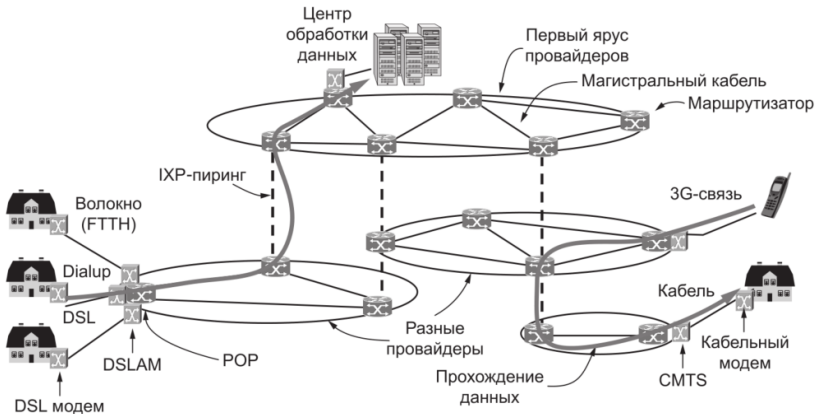 Центр
обработки
данных
Первый ярус
провайдеров
Магистральный кабель
Маршрутизатор
IXP-пиринг
3G-связь
Волокно
(FTTH)
Dialup
DSL
Разные
провайдеры
Кабель
POP
DSLAM
DSL модем
Прохождение
данных
CMTS
Кабельный
модем